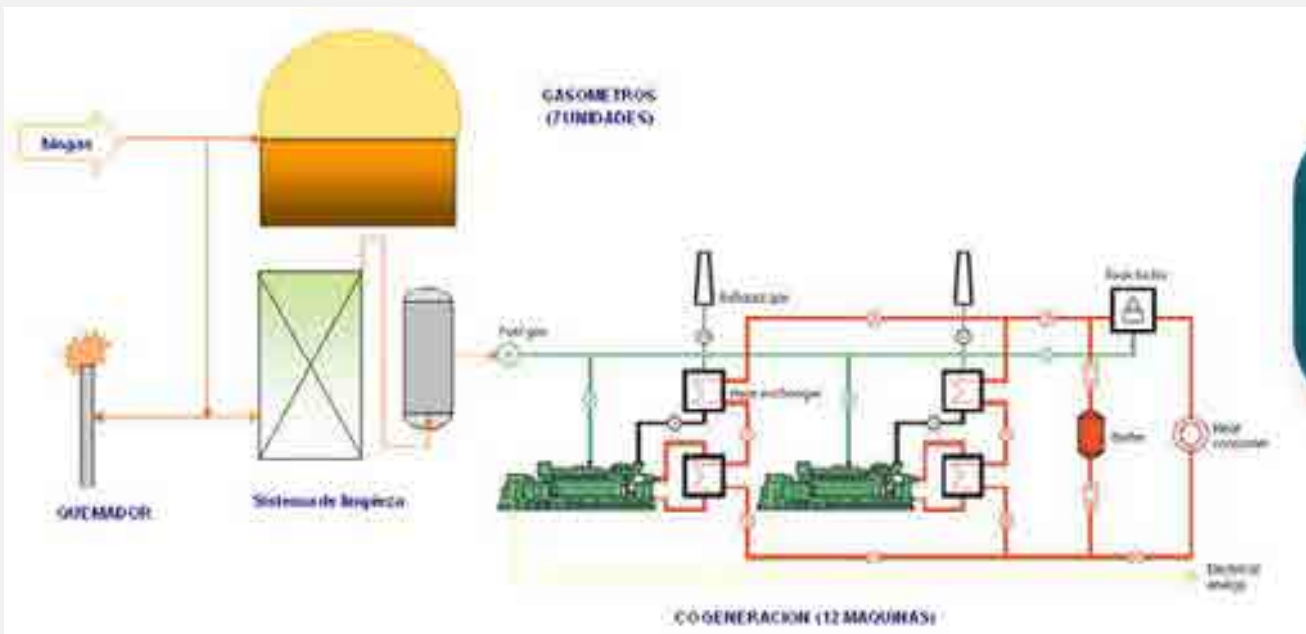 GASOMETROS
(7 UNIDADES)
biogas
Exhaust gas
Fuel gas
Heat exchanger
Heat
consumer
QUEMADOR
Sistema de limpieza
Electrical
energy
COGENERACION (12 MAQUINAS)